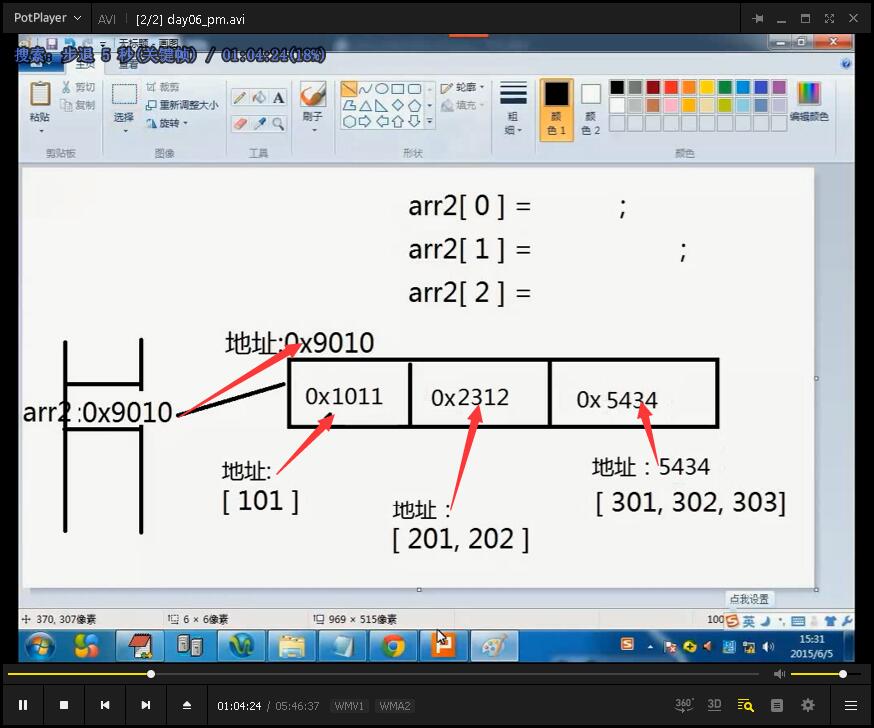 PotPlayer AVI [2/2] day06_pm.avi
无标题 - 画图
搜索: 步退 5 秒(关键帧) / 01:04:24(18%)
主页 查看
剪切
复制
粘贴
裁剪
重新调整大小
选择
旋转
A
刷子
轮廓
填充
粗细
颜色 1
颜色 2
编辑颜色
剪贴板 图像 工具 形状 颜色
arr2[ 0 ] = ;
arr2[ 1 ] = ;
arr2[ 2 ] =
地址:0x9010
0x1011 0x2312 0x 5434
arr2 :0x9010
地址:
[ 101 ]
地址：
[ 201, 202 ]
地址：5434
[ 301, 302, 303]
点我设置
370, 307像素 6 × 6像素 969 × 515像素 100
英
15:31
2015/6/5
01:04:24 / 05:46:37 WMV1 WMA2
360° 3D